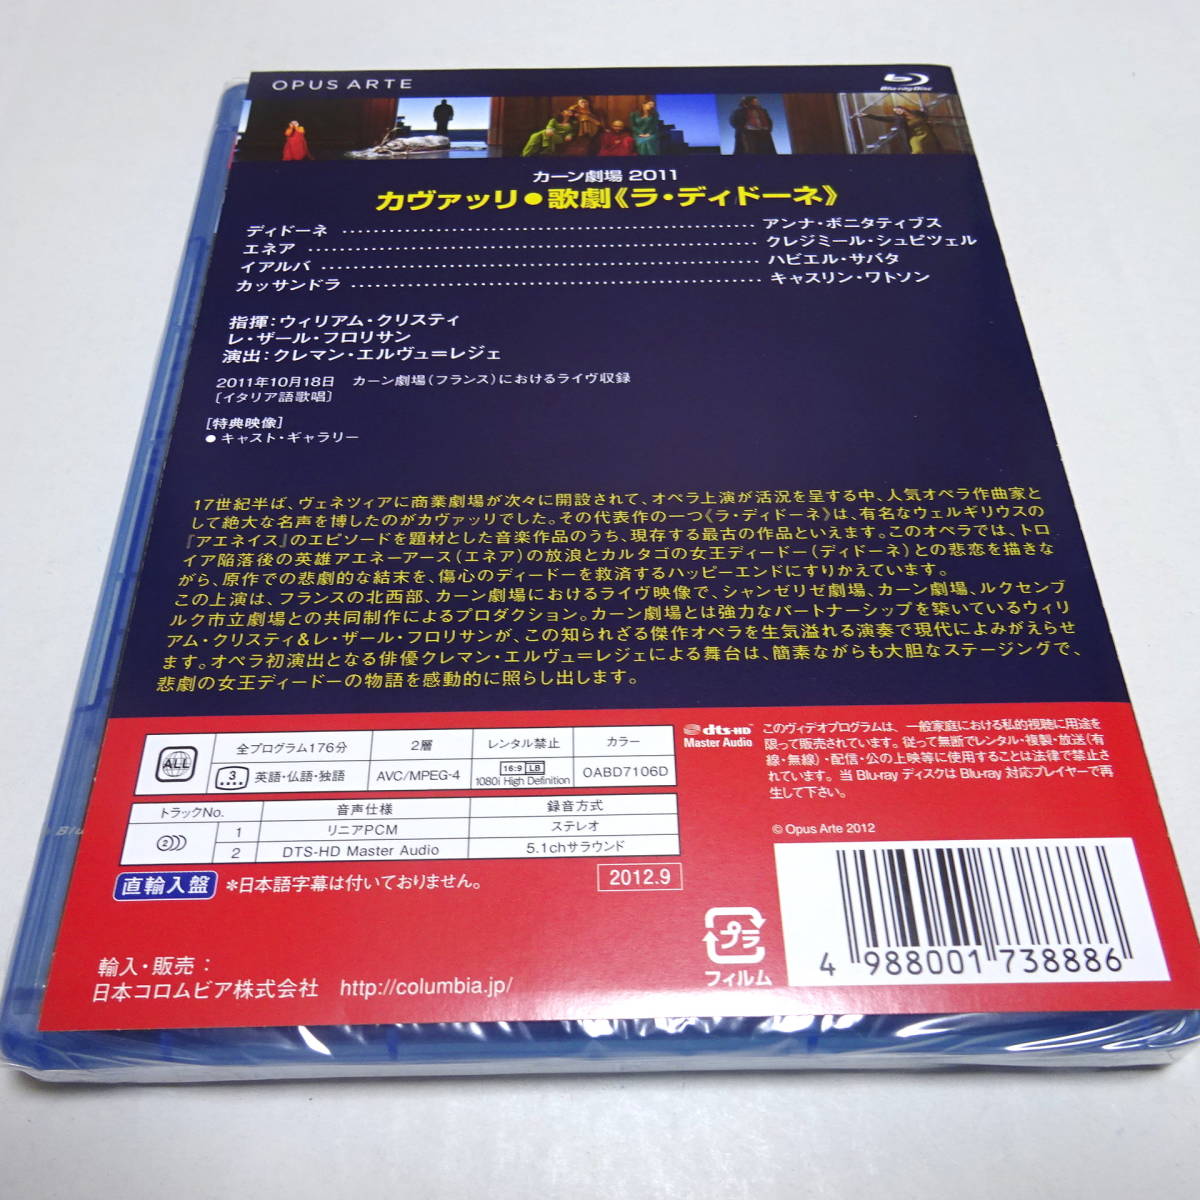 OPUS ARTE
Blu-ray Disc
カーン劇場 2011
カヴァッリ●歌劇《ラ・ディドーネ》
ディドーネ ………………………………………… アンナ・ボニタティブス
エネア ………………………………………… クレジミール・シュピツェル
イアルバ ………………………………………… ハビエル・サバタ
カッサンドラ ………………………………………… キャスリン・ワトソン
指揮:ウィリアム・クリスティ
レ・ザール・フロリサン
演出:クレマン・エルヴュ=レジェ
2011年10月18日 カーン劇場(フランス)におけるライヴ収録
〔イタリア語歌唱〕
[特典映像]
● キャスト・ギャラリー
17世紀半ば、ヴェネツィアに商業劇場が次々に開設されて、オペラ上演が活況を呈する中、人気オペラ作曲家と
して絶大な名声を博したのがカヴァッリでした。その代表作の一つ《ラ・ディドーネ》は、有名なウェルギリウスの
『アエネイス』のエピソードを題材とした音楽作品のうち、現存する最古の作品といえます。このオペラでは、トロ
イア陥落後の英雄アエネーアース(エネア)の放浪とカルタゴの女王ディードー(ディドーネ)との悲恋を描きな
がら、原作での悲劇的な結末を、傷心のディードーを救済するハッピーエンドにすりかえています。
この上演は、フランスの北西部、カーン劇場におけるライヴ映像で、シャンゼリゼ劇場、カーン劇場、ルクセンブ
ルク市立劇場との共同制作によるプロダクション。カーン劇場とは強力なパートナーシップを築いているウィリ
アム・クリスティ&レ・ザール・フロリサンが、この知られざる傑作オペラを生気溢れる演奏で現代によみがえらせ
ます。オペラ初演出となる俳優クレマン・エルヴュ=レジェによる舞台は、簡素ながらも大胆なステージングで、
悲劇の女王ディードーの物語を感動的に照らし出します。
ALL 全プログラム176分 2層 レンタル禁止 カラー
3 英語・仏語・独語 AVC/MPEG-4 16:9 LB 1080i High Definition OABD7106D
トラックNo. 音声仕様 録音方式
2 1 リニアPCM ステレオ
2 DTS-HD Master Audio 5.1chサラウンド
直輸入盤 *日本語字幕は付いておりません。 2012.9
dts-HD
Master Audio
このヴィデオプログラムは、一般家庭における私的視聴に用途を
限って販売されています。従って無断でレンタル・複製・放送(有
線・無線)・配信・公の上映等に使用することは法律で禁止さ
れています。当 Blu-ray ディスクは Blu-ray 対応プレイヤーで再
生して下さい。
© Opus Arte 2012
プラ
フィルム
4 988001 738886
輸入・販売:
日本コロムビア株式会社 http://columbia.jp/